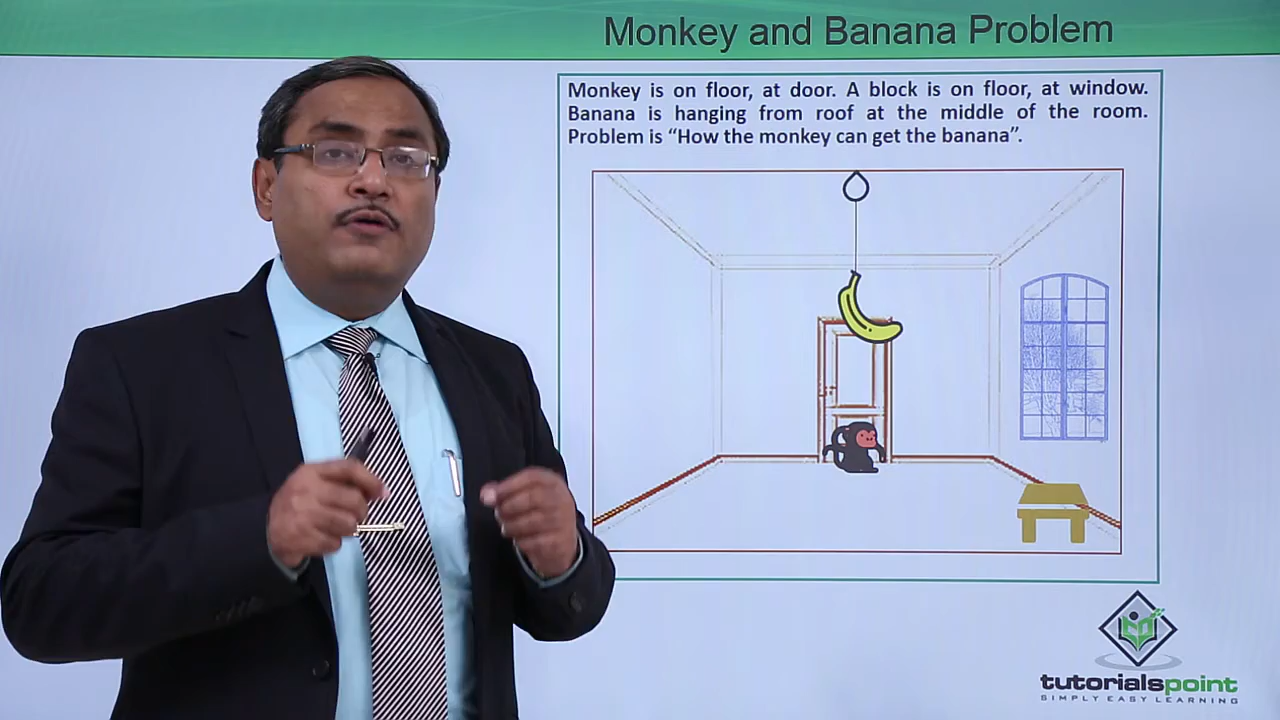 Monkey and Banana Problem
Monkey is on floor, at door. A block is on floor, at window.
Banana is hanging from roof at the middle of the room.
Problem is “How the monkey can get the banana”.
tutorialspoint
SIMPLY EASY LEARNING